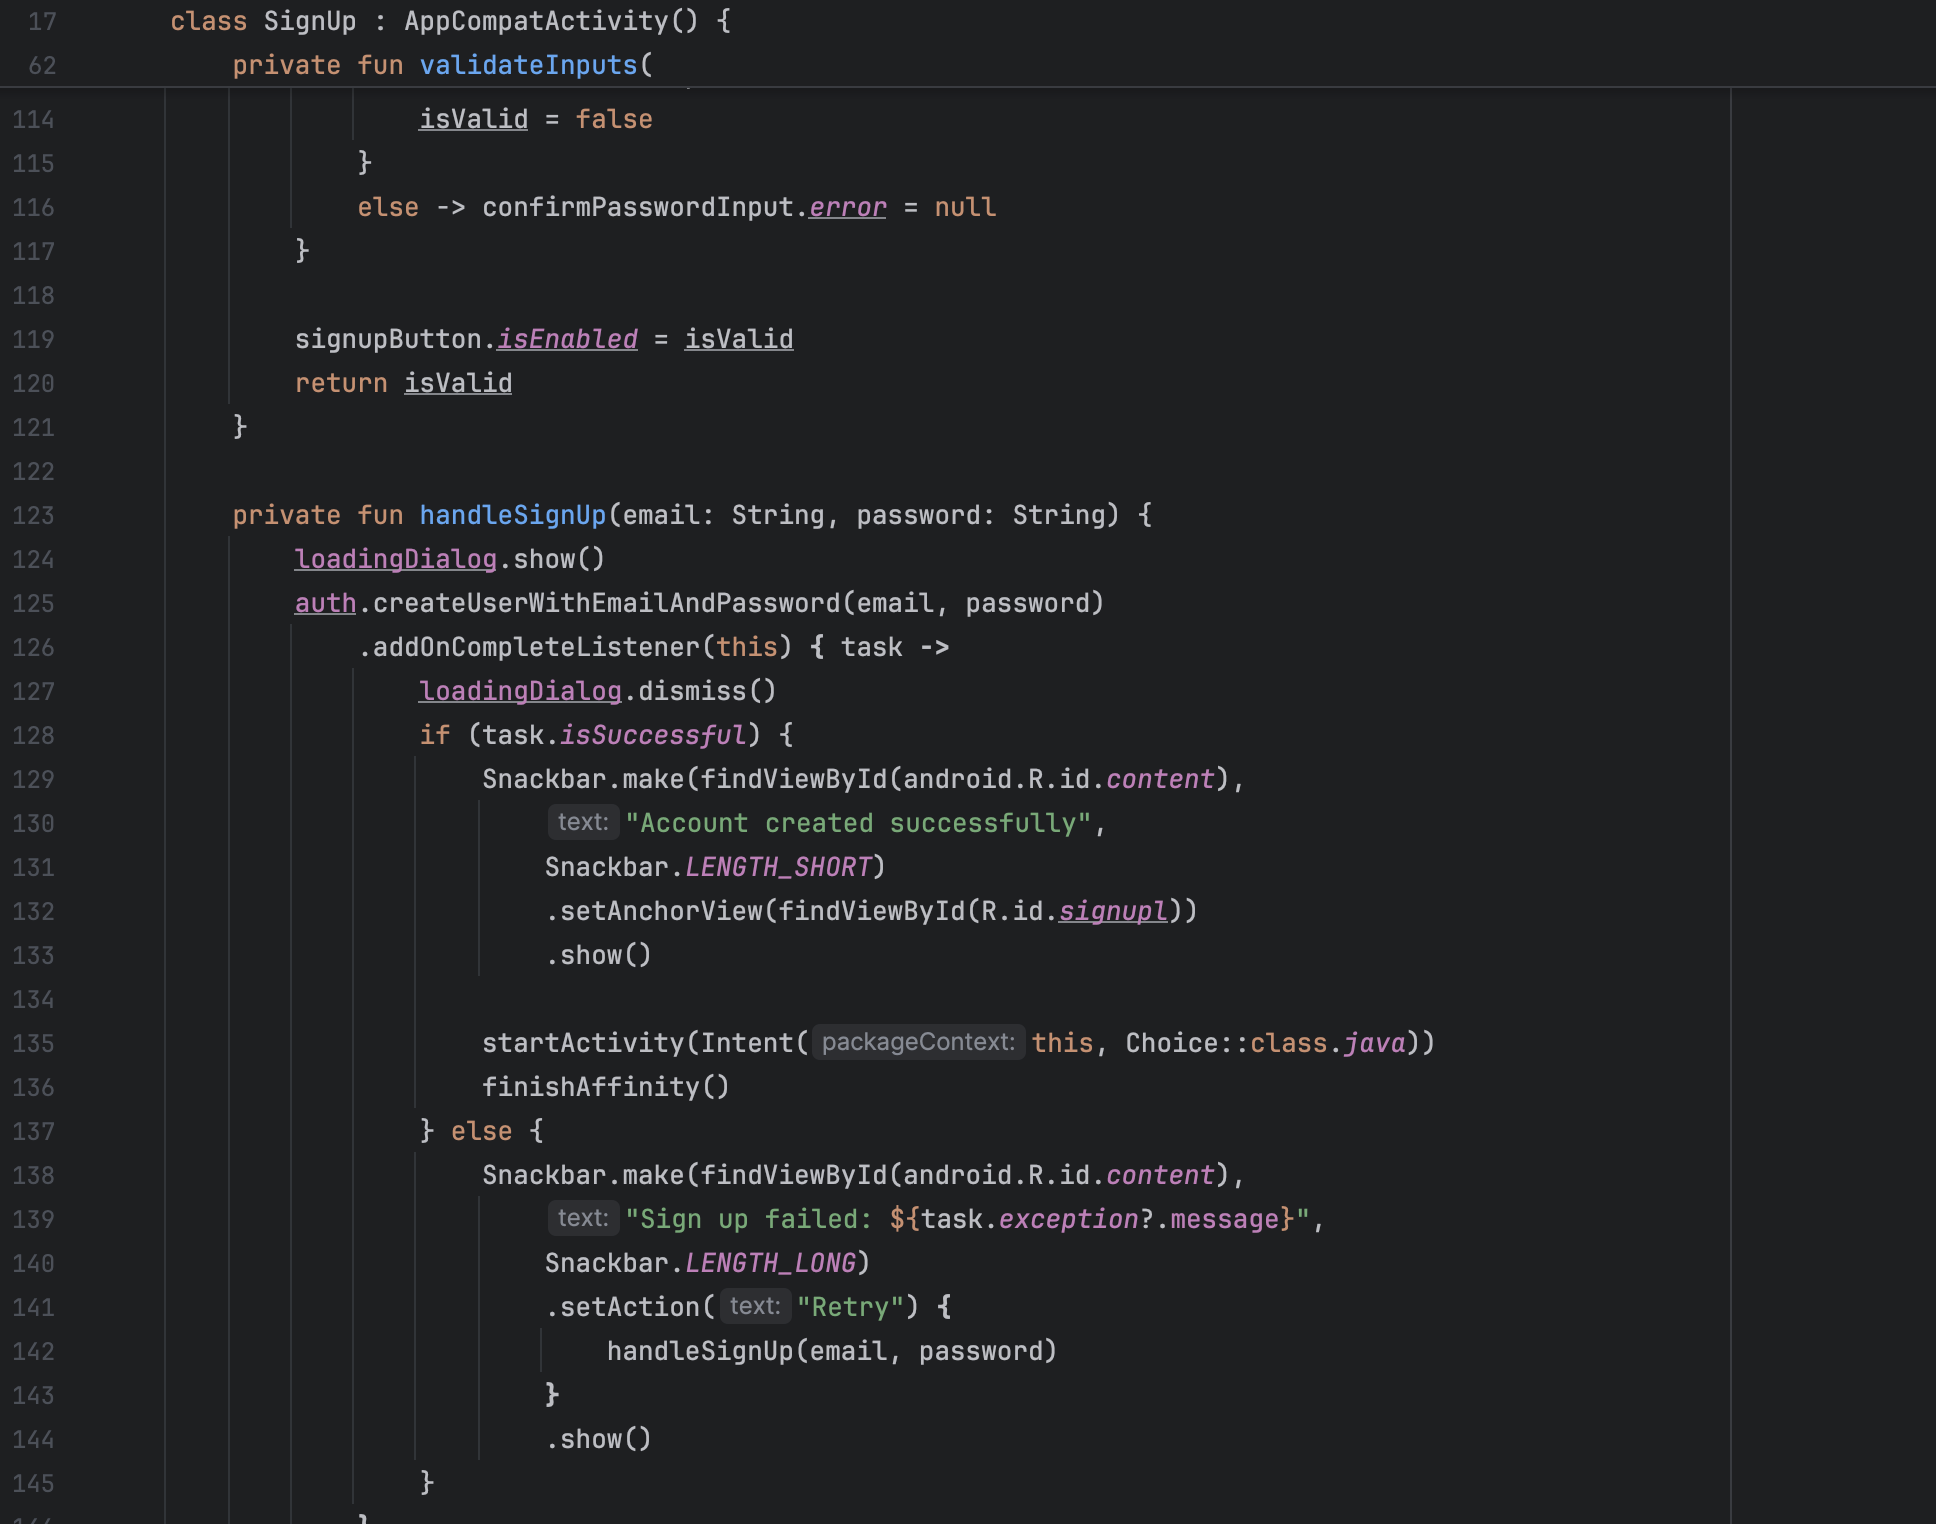 17 class SignUp : AppCompatActivity() {
62 private fun validateInputs(
114 isValid = false
115 }
116 else -> confirmPasswordInput.error = null
117 }
118
119 signupButton.isEnabled = isValid
120 return isValid
121 }
122
123 private fun handleSignUp(email: String, password: String) {
124 loadingDialog.show()
125 auth.createUserWithEmailAndPassword(email, password)
126 .addOnCompleteListener(this) { task ->
127 loadingDialog.dismiss()
128 if (task.isSuccessful) {
129 Snackbar.make(findViewById(android.R.id.content),
130 text: "Account created successfully",
131 Snackbar.LENGTH_SHORT)
132 .setAnchorView(findViewById(R.id.signupl))
133 .show()
134
135 startActivity(Intent( packageContext: this, Choice::class.java))
136 finishAffinity()
137 } else {
138 Snackbar.make(findViewById(android.R.id.content),
139 text: "Sign up failed: ${task.exception?.message}",
140 Snackbar.LENGTH_LONG)
141 .setAction( text: "Retry") {
142 handleSignUp(email, password)
143 }
144 .show()
145 }